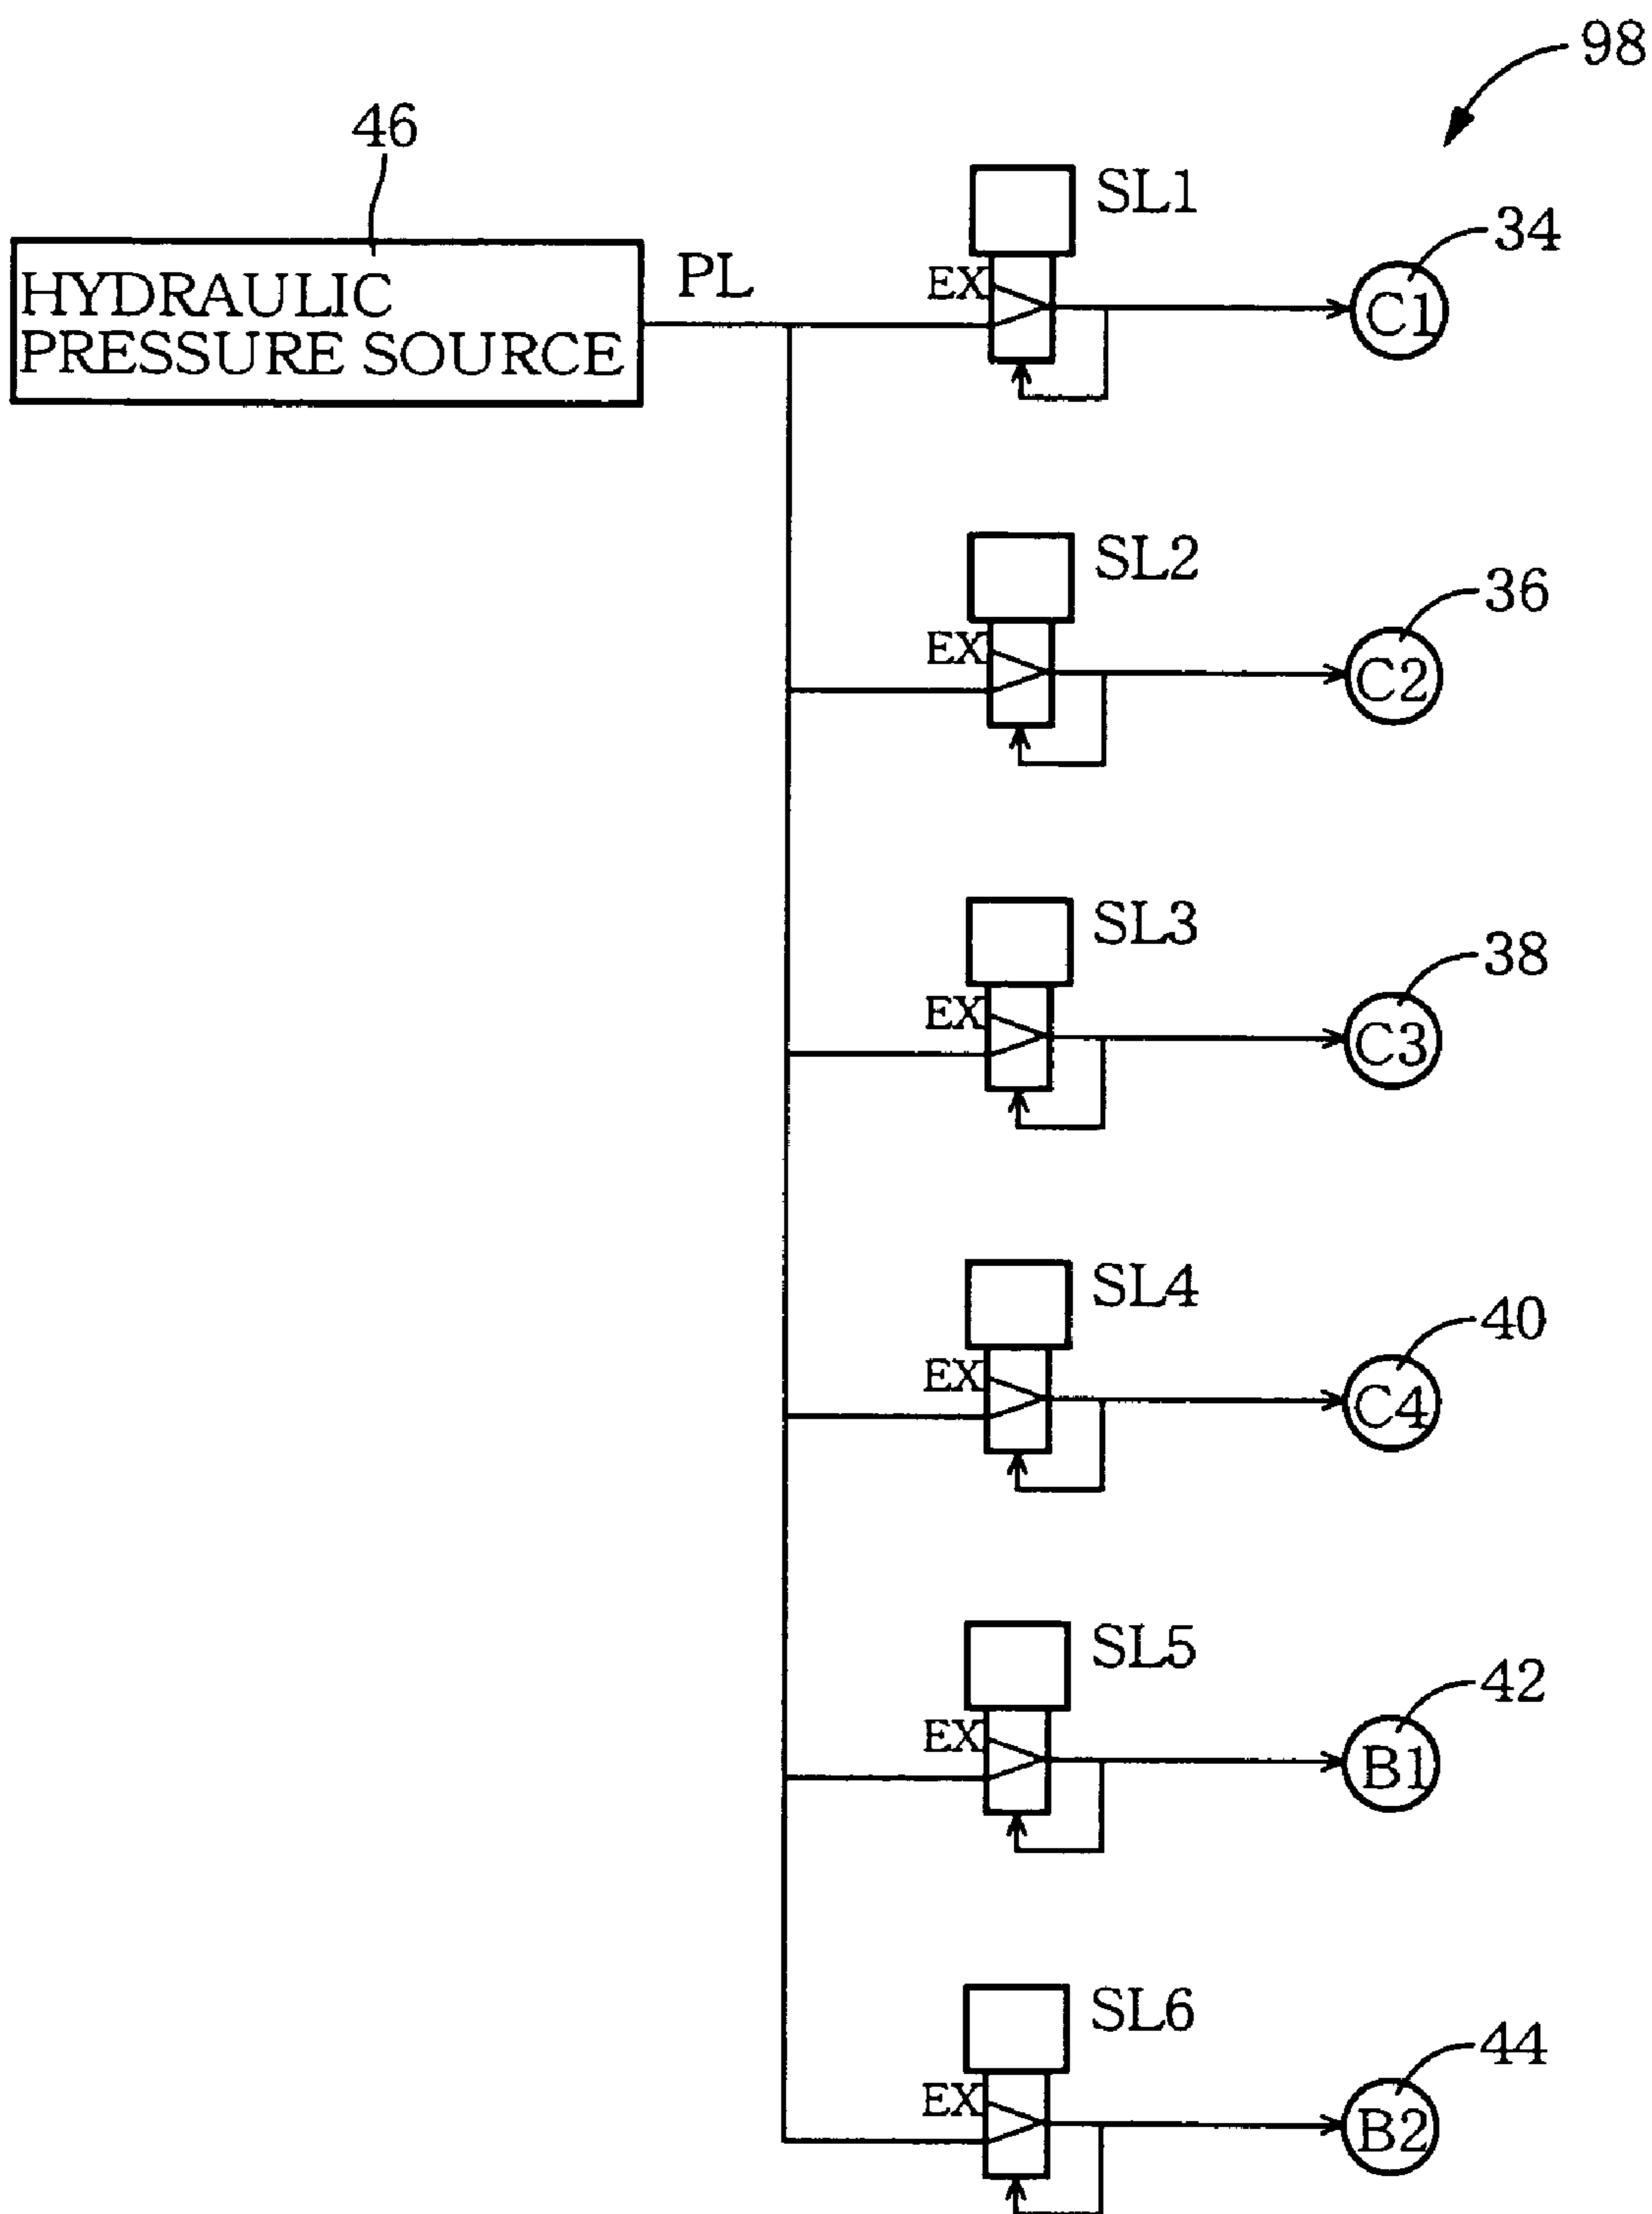 98
46
SL1
34
HYDRAULIC
PRESSURE SOURCE
PL
EX
C1
SL2
36
EX
C2
SL3
38
EX
C3
SL4
40
EX
C4
SL5
42
EX
B1
SL6
44
EX
B2